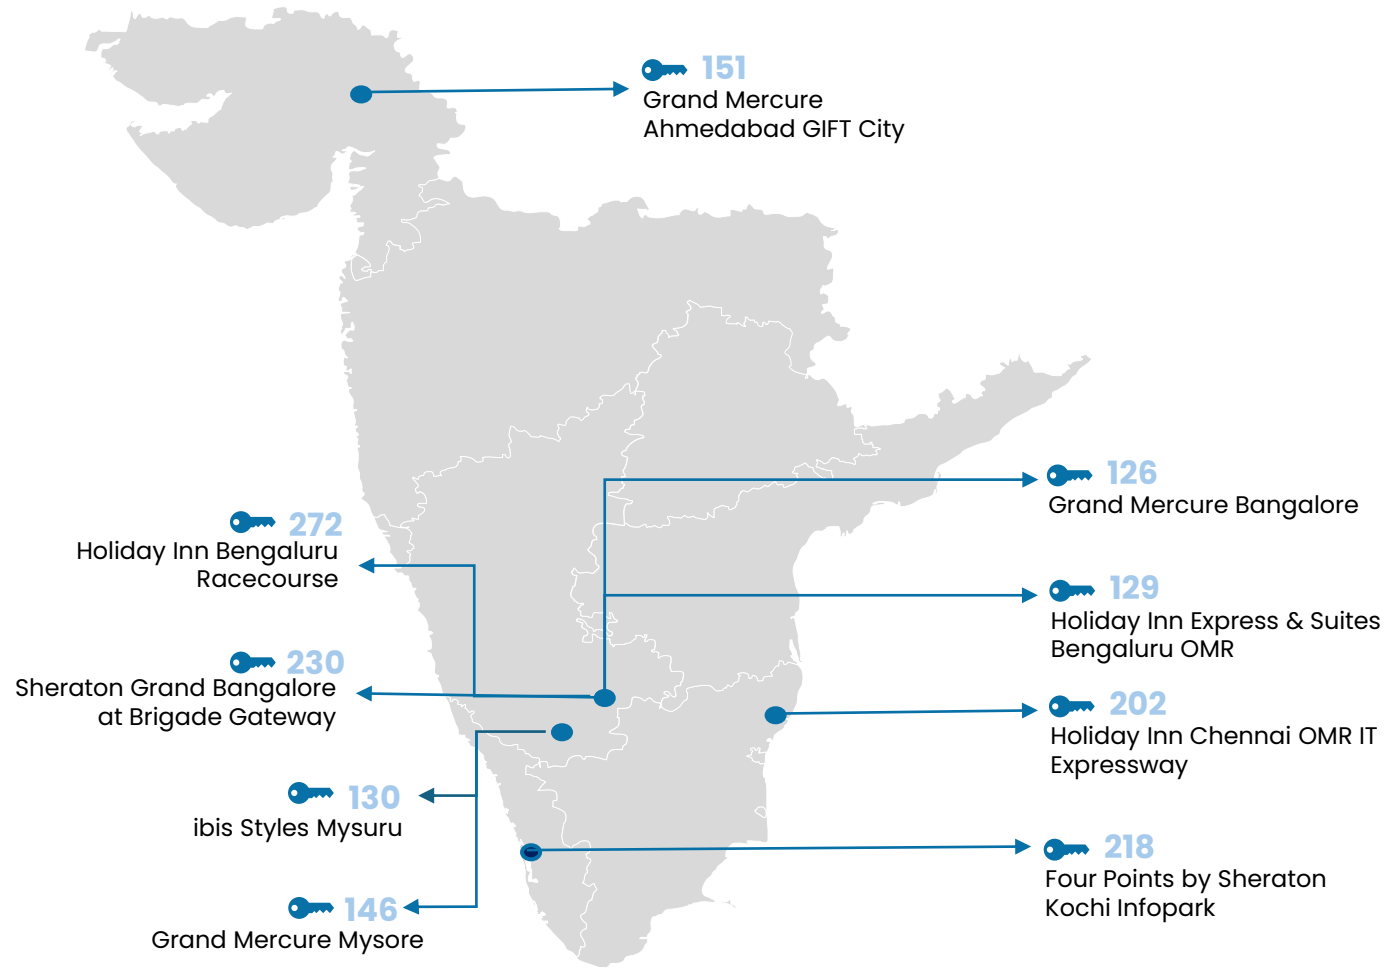 151
Grand Mercure
Ahmedabad GIFT City
126
Grand Mercure Bangalore
272
Holiday Inn Bengaluru
Racecourse
129
Holiday Inn Express & Suites
Bengaluru OMR
230
Sheraton Grand Bangalore
at Brigade Gateway
202
Holiday Inn Chennai OMR IT
Expressway
130
ibis Styles Mysuru
218
Four Points by Sheraton
Kochi Infopark
146
Grand Mercure Mysore